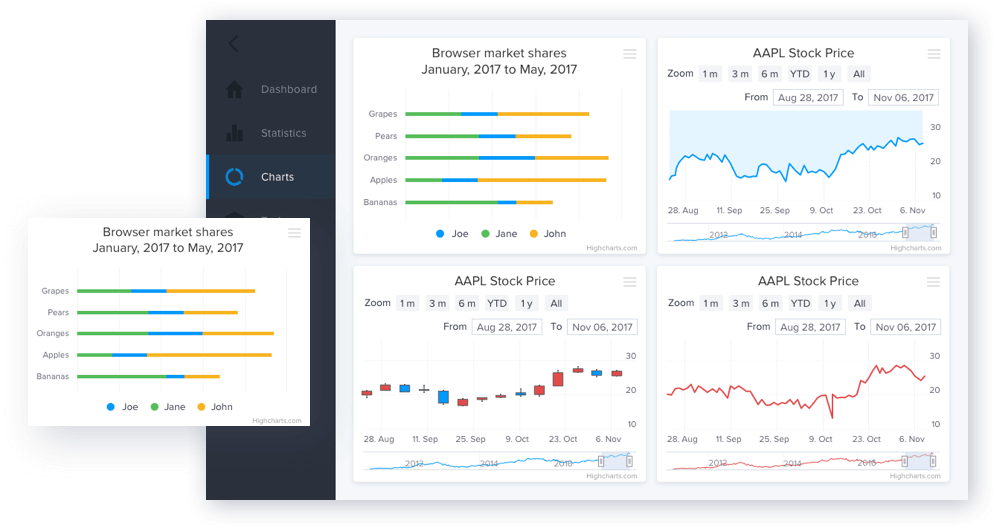 Dashboard
Statistics
Charts
Browser market shares
January, 2017 to May, 2017
Grapes
Pears
Oranges
Apples
Bananas
Joe Jane John
Highcharts.com
AAPL Stock Price
Zoom 1 m 3 m 6 m YTD 1 y All
From Aug 28, 2017 To Nov 06, 2017
30
20
10
28. Aug 11. Sep 25. Sep 9. Oct 23. Oct 6. Nov
2012 2014 2016
Highcharts.com
Browser market shares
January, 2017 to May, 2017
Grapes
Pears
Oranges
Apples
Bananas
Joe Jane John
Highcharts.com
AAPL Stock Price
Zoom 1 m 3 m 6 m YTD 1 y All
From Aug 28, 2017 To Nov 06, 2017
30
20
10
28. Aug 11. Sep 25. Sep 9. Oct 23. Oct 6. Nov
2012 2014 2016
Highcharts.com
AAPL Stock Price
Zoom 1 m 3 m 6 m YTD 1 y All
From Aug 28, 2017 To Nov 06, 2017
30
20
10
28. Aug 11. Sep 25. Sep 9. Oct 23. Oct 6. Nov
2012 2014 2016
Highcharts.com